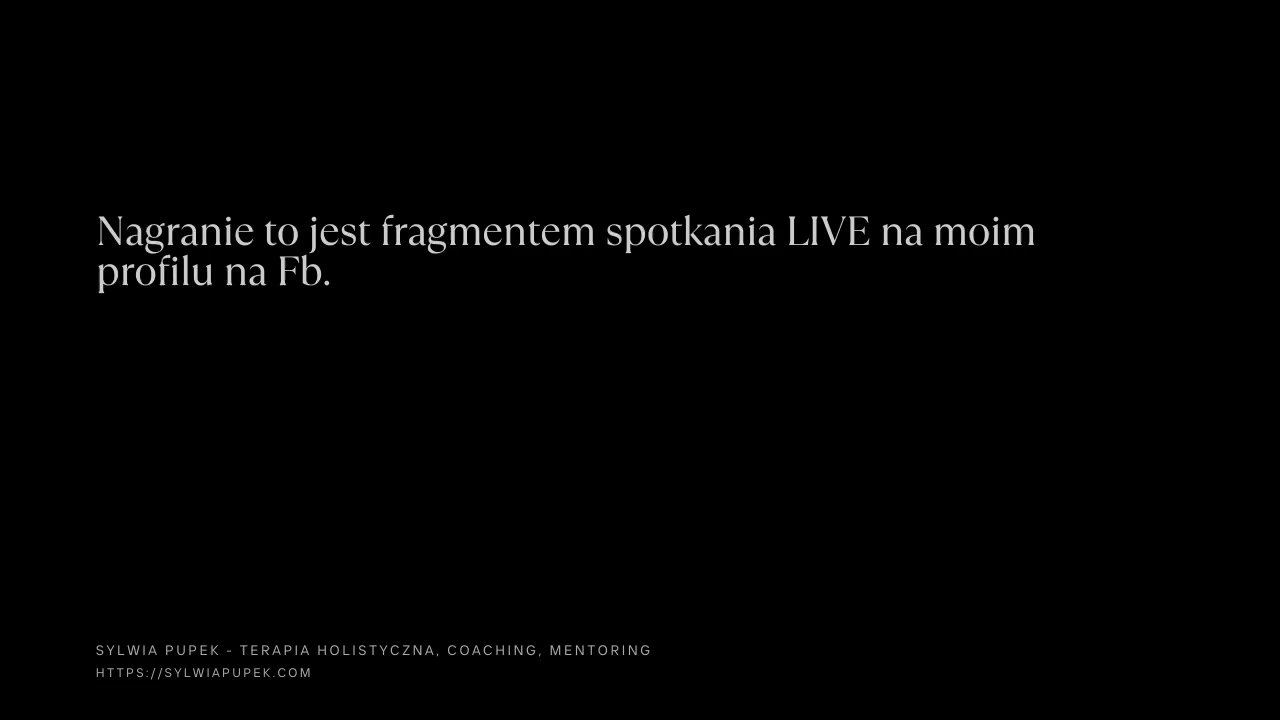 Nagranie to jest fragmentem spotkania LIVE na moim
profilu na Fb.
SYLWIA PUPEK - TERAPIA HOLISTYCZNA, COACHING, MENTORING
HTTPS://SYLWIAPUPEK.COM